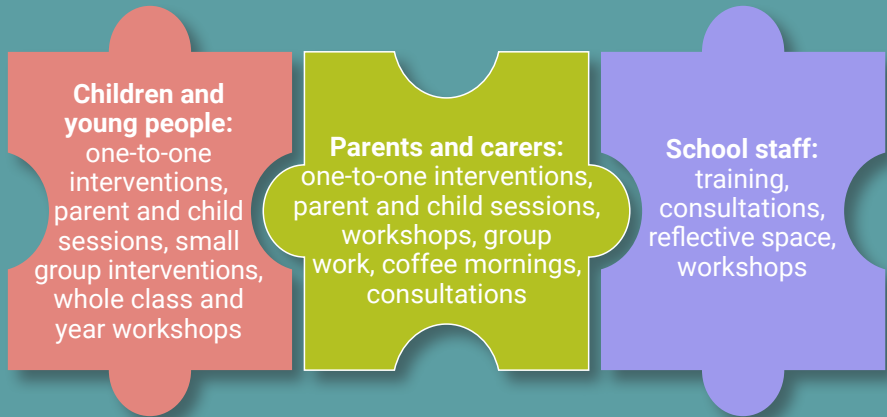 Children and
young people:
one-to-one
interventions,
parent and child
sessions, small
group interventions,
whole class and
year workshops
Parents and carers:
one-to-one interventions,
parent and child sessions,
workshops, group
work, coffee mornings,
consultations
School staff:
training,
consultations,
reflective space,
workshops